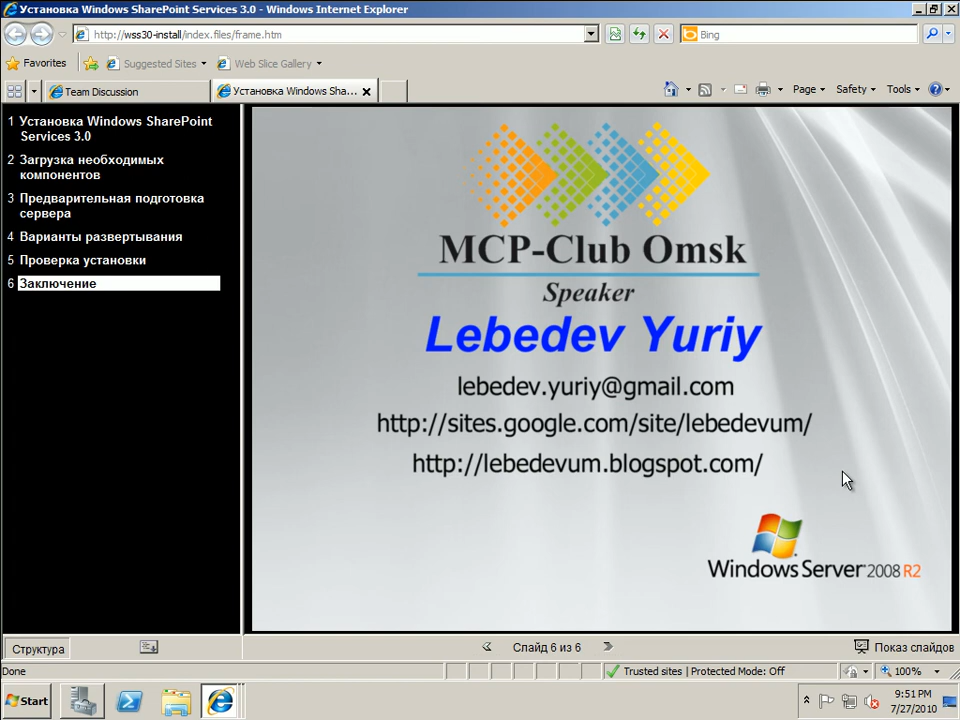 Установка Windows SharePoint Services 3.0 - Windows Internet Explorer
http://wss30-install/index.files/frame.htm
Bing
Favorites
Suggested Sites
Web Slice Gallery
Team Discussion
Установка Windows Sha...
Page
Safety
Tools
1 Установка Windows SharePoint
Services 3.0
2 Загрузка необходимых
компонентов
3 Предварительная подготовка
сервера
4 Варианты развертывания
5 Проверка установки
6 Заключение
MCP-Club Omsk
Speaker
Lebedev Yuriy
lebedev.yuriy@gmail.com
http://sites.google.com/site/lebedevum/
http://lebedevum.blogspot.com/
Windows Server 2008 R2
Структура
Слайд 6 из 6
Показ слайдов
Done
Trusted sites | Protected Mode: Off
100%
Start
9:51 PM
7/27/2010